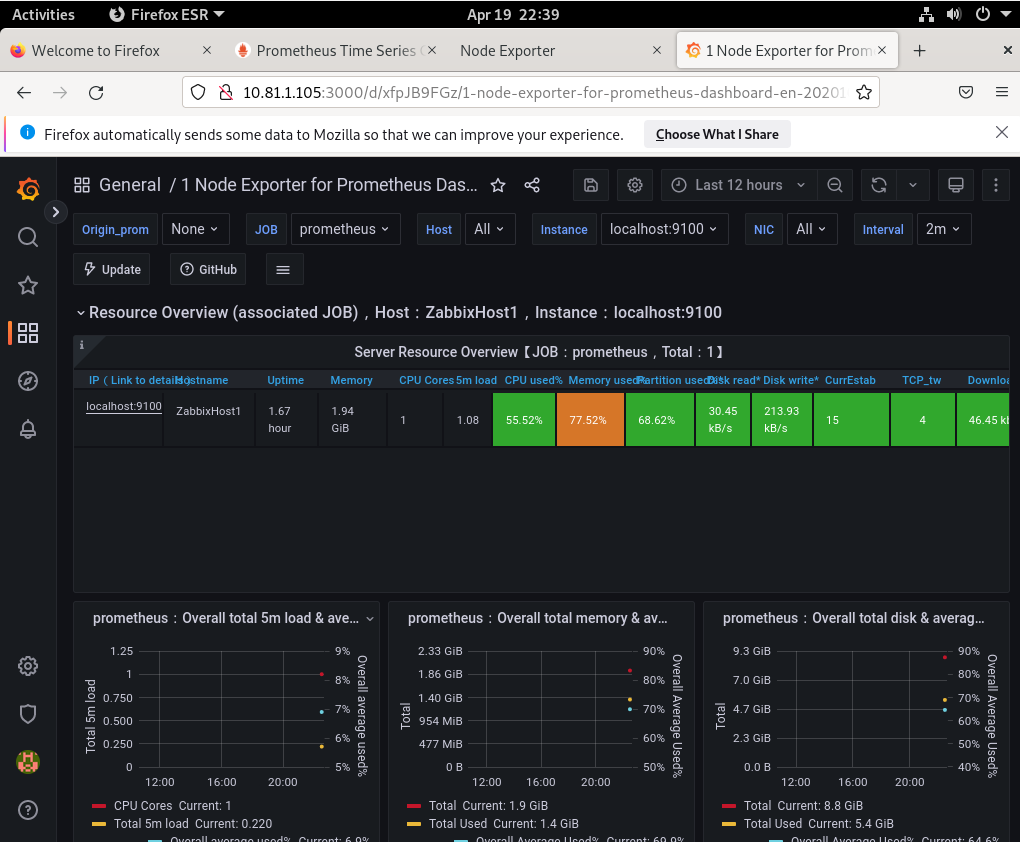 Activities Firefox ESR Apr 19 22:39
Welcome to Firefox × Prometheus Time Series × Node Exporter × 1 Node Exporter for Prom × +
10.81.1.105:3000/d/xfpJB9FGz/1-node-exporter-for-prometheus-dashboard-en-20201
Firefox automatically sends some data to Mozilla so that we can improve your experience. Choose What I Share
General / 1 Node Exporter for Prometheus Das... Last 12 hours
Origin_prom None JOB prometheus Host All Instance localhost:9100 NIC All Interval 2m
Update GitHub
Resource Overview (associated JOB)，Host：ZabbixHost1，Instance：localhost:9100
Server Resource Overview【JOB：prometheus，Total：1】
IP（Link to details） Hostname Uptime Memory CPU Cores 5m load CPU used% Memory used% Partition used%* Disk read* Disk write* CurrEstab TCP_tw Downloa
localhost:9100 ZabbixHost1 1.67 hour 1.94 GiB 1 1.08 55.52% 77.52% 68.62% 30.45 kB/s 213.93 kB/s 15 4 46.45 kB
prometheus：Overall total 5m load & ave...
1.25 9%
1 8%
0.750 7%
0.500
0.250 6%
0 5%
Total 5m load
Overall average used%
12:00 16:00 20:00
CPU Cores Current: 1
Total 5m load Current: 0.220
Overall average used% Current: 6.9%
prometheus：Overall total memory & av...
2.33 GiB 90%
1.86 GiB 80%
1.40 GiB 70%
954 MiB
477 MiB 60%
0 B 50%
Total
Overall Average Used%
12:00 16:00 20:00
Total Current: 1.9 GiB
Total Used Current: 1.4 GiB
Overall Average Used% Current: 69.9%
prometheus：Overall total disk & averag...
9.3 GiB 90%
7.0 GiB 80%
4.7 GiB 70%
2.3 GiB 60%
50%
0.0 B 40%
Total
Overall Average Used%
12:00 16:00 20:00
Total Current: 8.8 GiB
Total Used Current: 5.4 GiB
Overall Average Used% Current: 64.6%